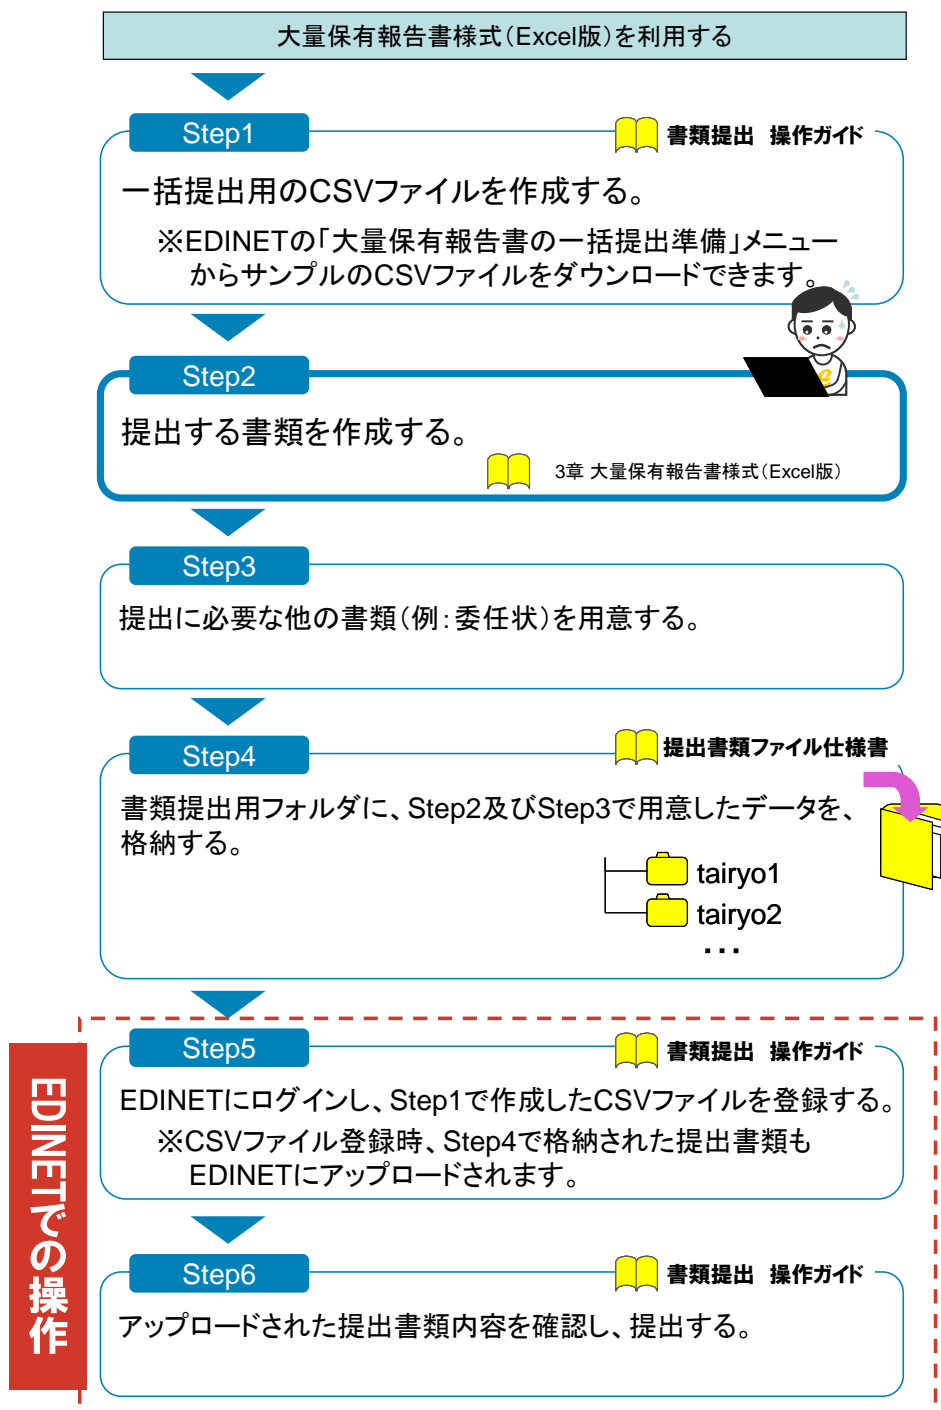 大量保有報告書様式（Excel版）を利用する
Step1
書類提出　操作ガイド
一括提出用のCSVファイルを作成する。
※EDINETの「大量保有報告書の一括提出準備」メニュー
からサンプルのCSVファイルをダウンロードできます。
Step2
提出する書類を作成する。
3章 大量保有報告書様式（Excel版）
Step3
提出に必要な他の書類（例：委任状）を用意する。
Step4
提出書類ファイル仕様書
書類提出用フォルダに、Step2及びStep3で用意したデータを、
格納する。
tairyo1
tairyo2
・・・
EDINETでの操作
Step5
書類提出　操作ガイド
EDINETにログインし、Step1で作成したCSVファイルを登録する。
※CSVファイル登録時、Step4で格納された提出書類も
EDINETにアップロードされます。
Step6
書類提出　操作ガイド
アップロードされた提出書類内容を確認し、提出する。